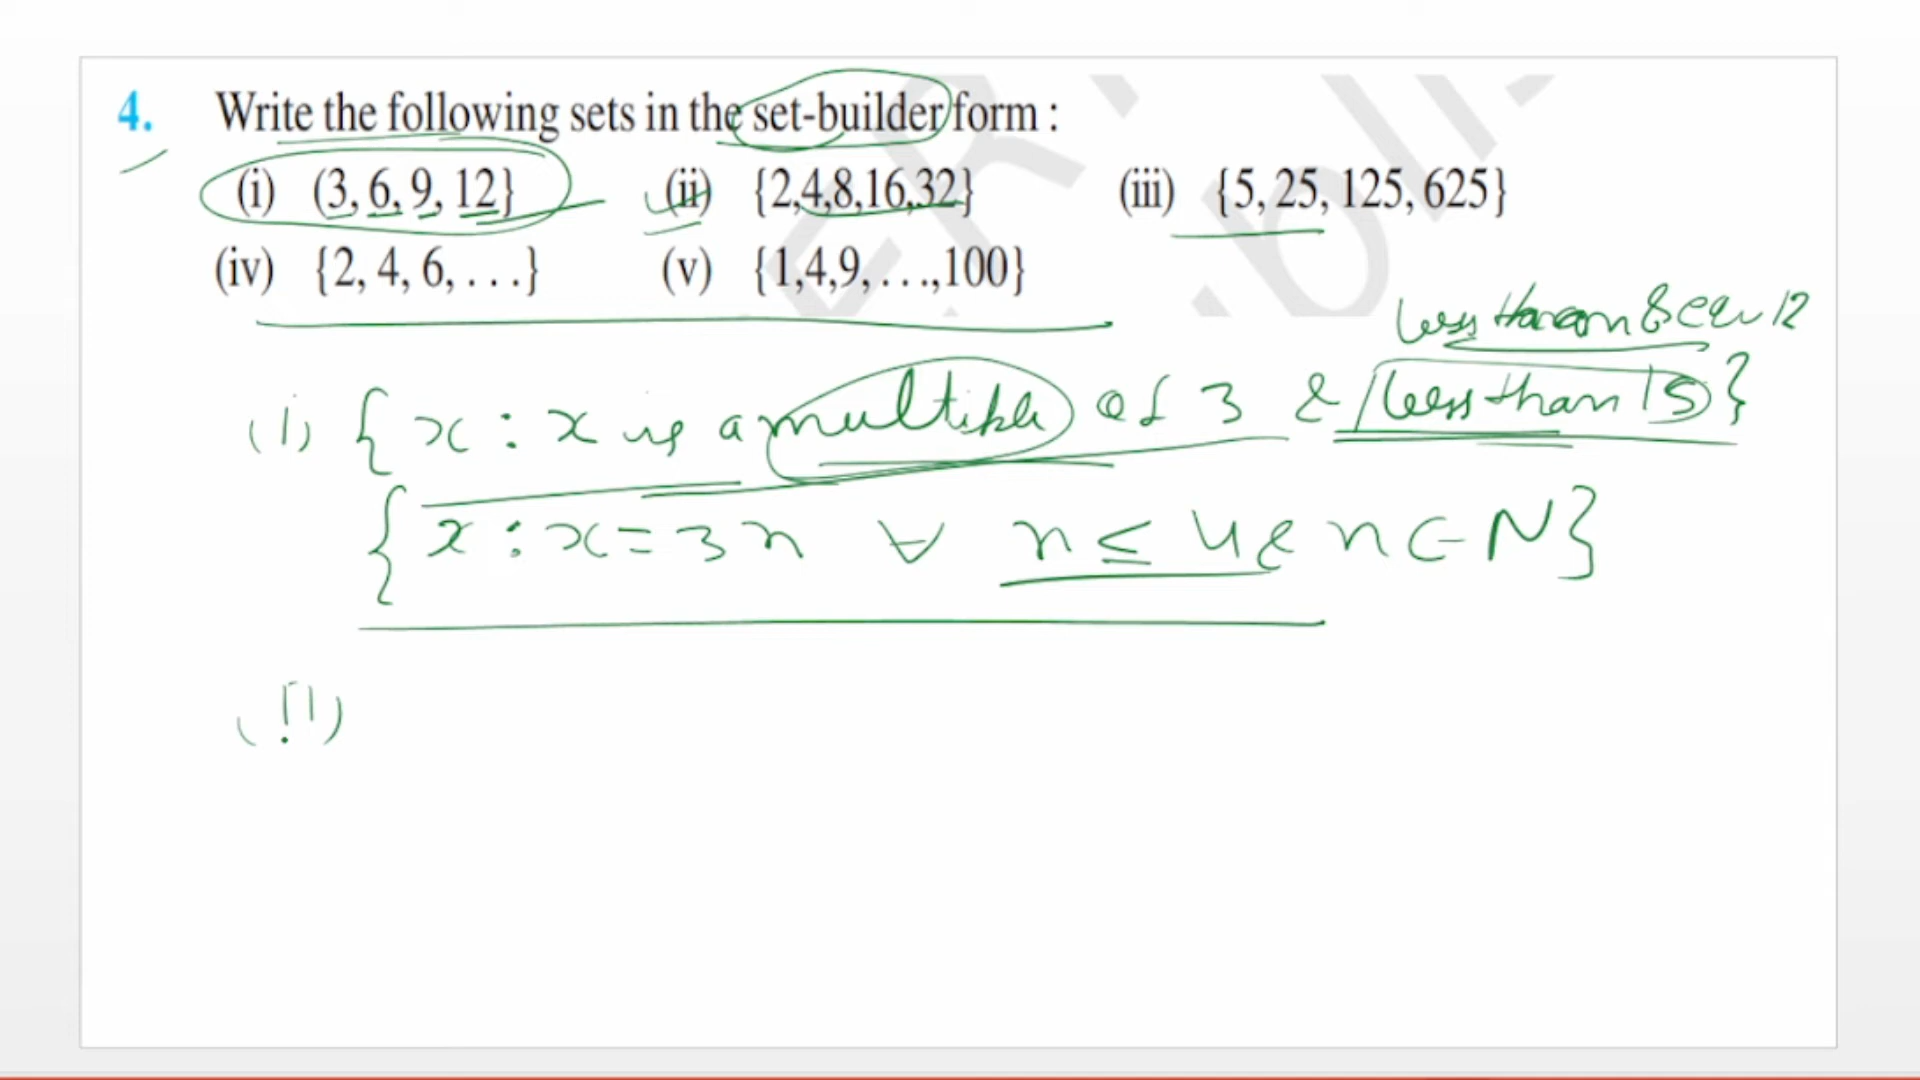 4. Write the following sets in the set-builder form :
(i) (3, 6, 9, 12} (ii) {2,4,8,16,32} (iii) {5, 25, 125, 625}
(iv) {2, 4, 6, . . .} (v) {1,4,9, . . .,100}
less than & equ 12
(i) { x : x is a multiple of 3 & less than 15 }
{ x : x = 3n ∀ n ≤ 4 & n ∈ N }
(ii)